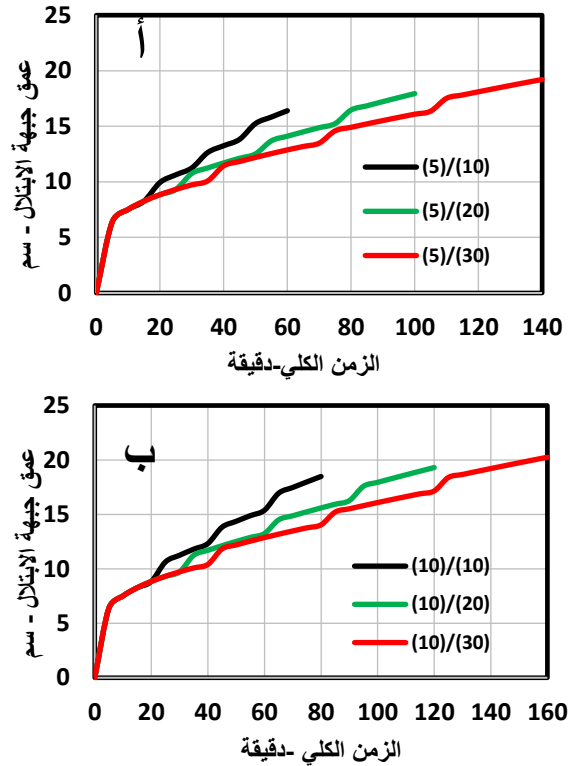 أ
25
20
15
10
5
0
عمق جبهة الابتلال - سم
(5)/(10)
(5)/(20)
(5)/(30)
0 20 40 60 80 100 120 140
الزمن الكلي-دقيقة
ب
25
20
15
10
5
0
عمق جبهة الابتلال - سم
(10)/(10)
(10)/(20)
(10)/(30)
0 20 40 60 80 100 120 140 160
الزمن الكلي -دقيقة